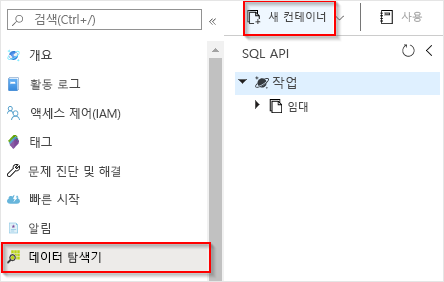 검색(Ctrl+/)
«
개요
활동 로그
액세스 제어(IAM)
태그
문제 진단 및 해결
빠른 시작
알림
데이터 탐색기
새 컨테이너
사용
SQL API
작업
임대